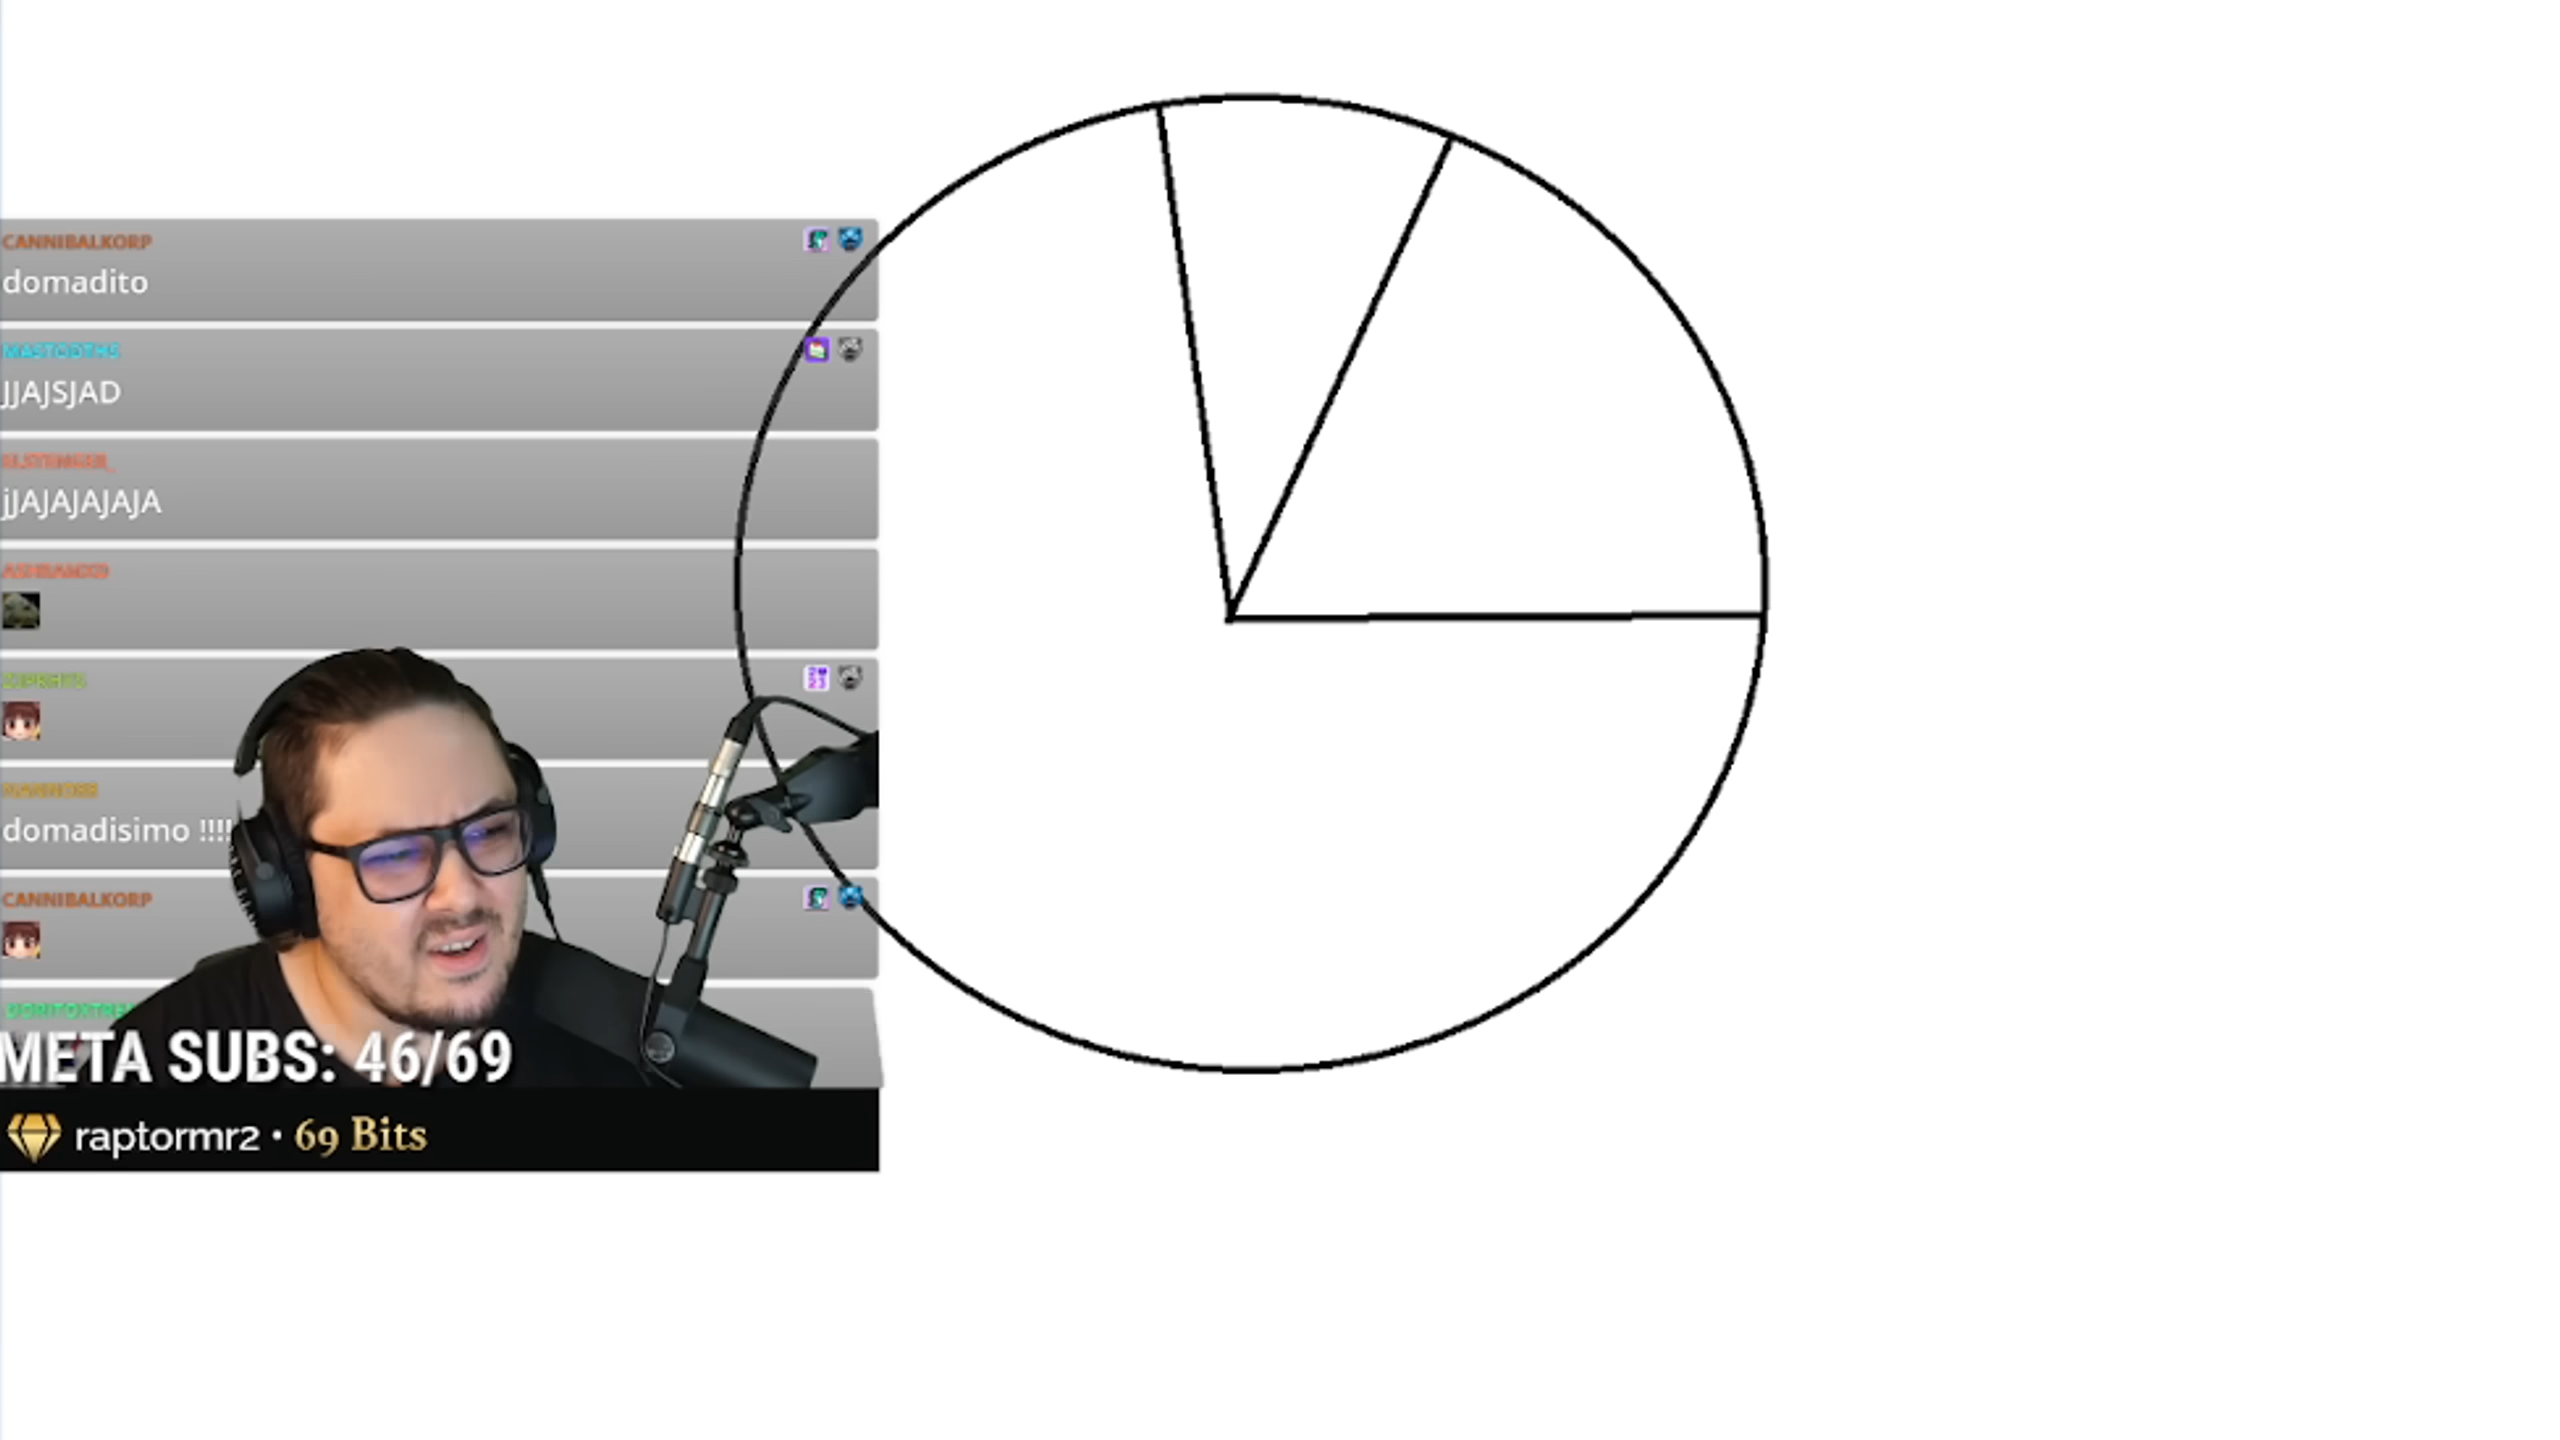 CANNIBALKORP
domadito
JJAJSJAD
jJAJAJAJAJA
domadisimo !!!!
CANNIBALKORP
META SUBS: 46/69
raptormr2 • 69 Bits